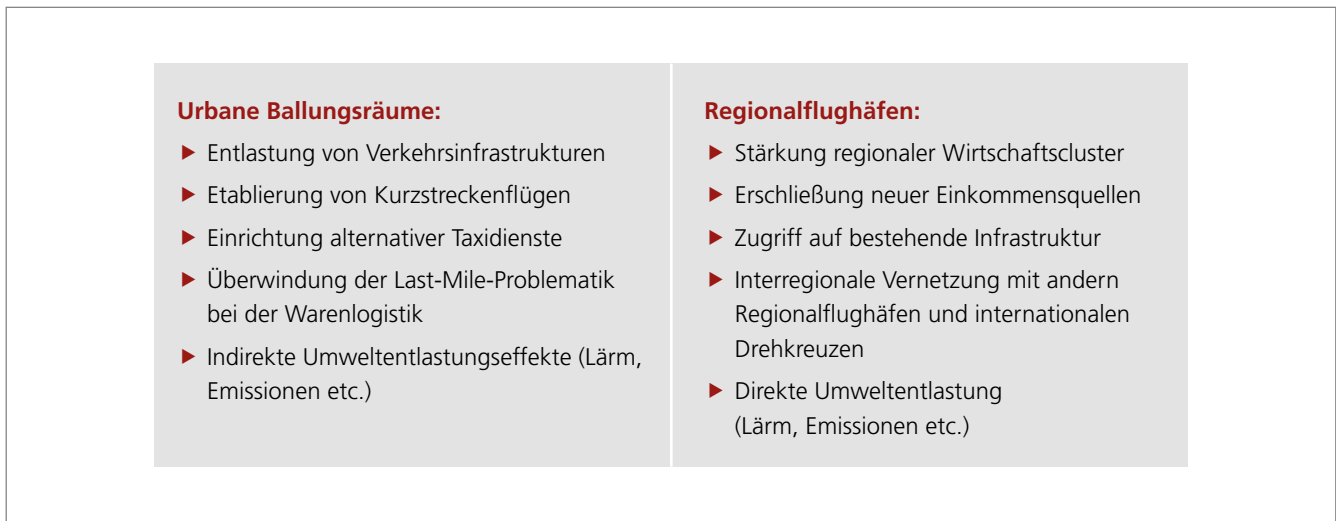 Urbane Ballungsräume:
▶ Entlastung von Verkehrsinfrastrukturen
▶ Etablierung von Kurzstreckenflügen
▶ Einrichtung alternativer Taxidienste
▶ Überwindung der Last-Mile-Problematik
bei der Warenlogistik
▶ Indirekte Umweltentlastungseffekte (Lärm,
Emissionen etc.)
Regionalflughäfen:
▶ Stärkung regionaler Wirtschaftscluster
▶ Erschließung neuer Einkommensquellen
▶ Zugriff auf bestehende Infrastruktur
▶ Interregionale Vernetzung mit andern
Regionalflughäfen und internationalen
Drehkreuzen
▶ Direkte Umweltentlastung
(Lärm, Emissionen etc.)